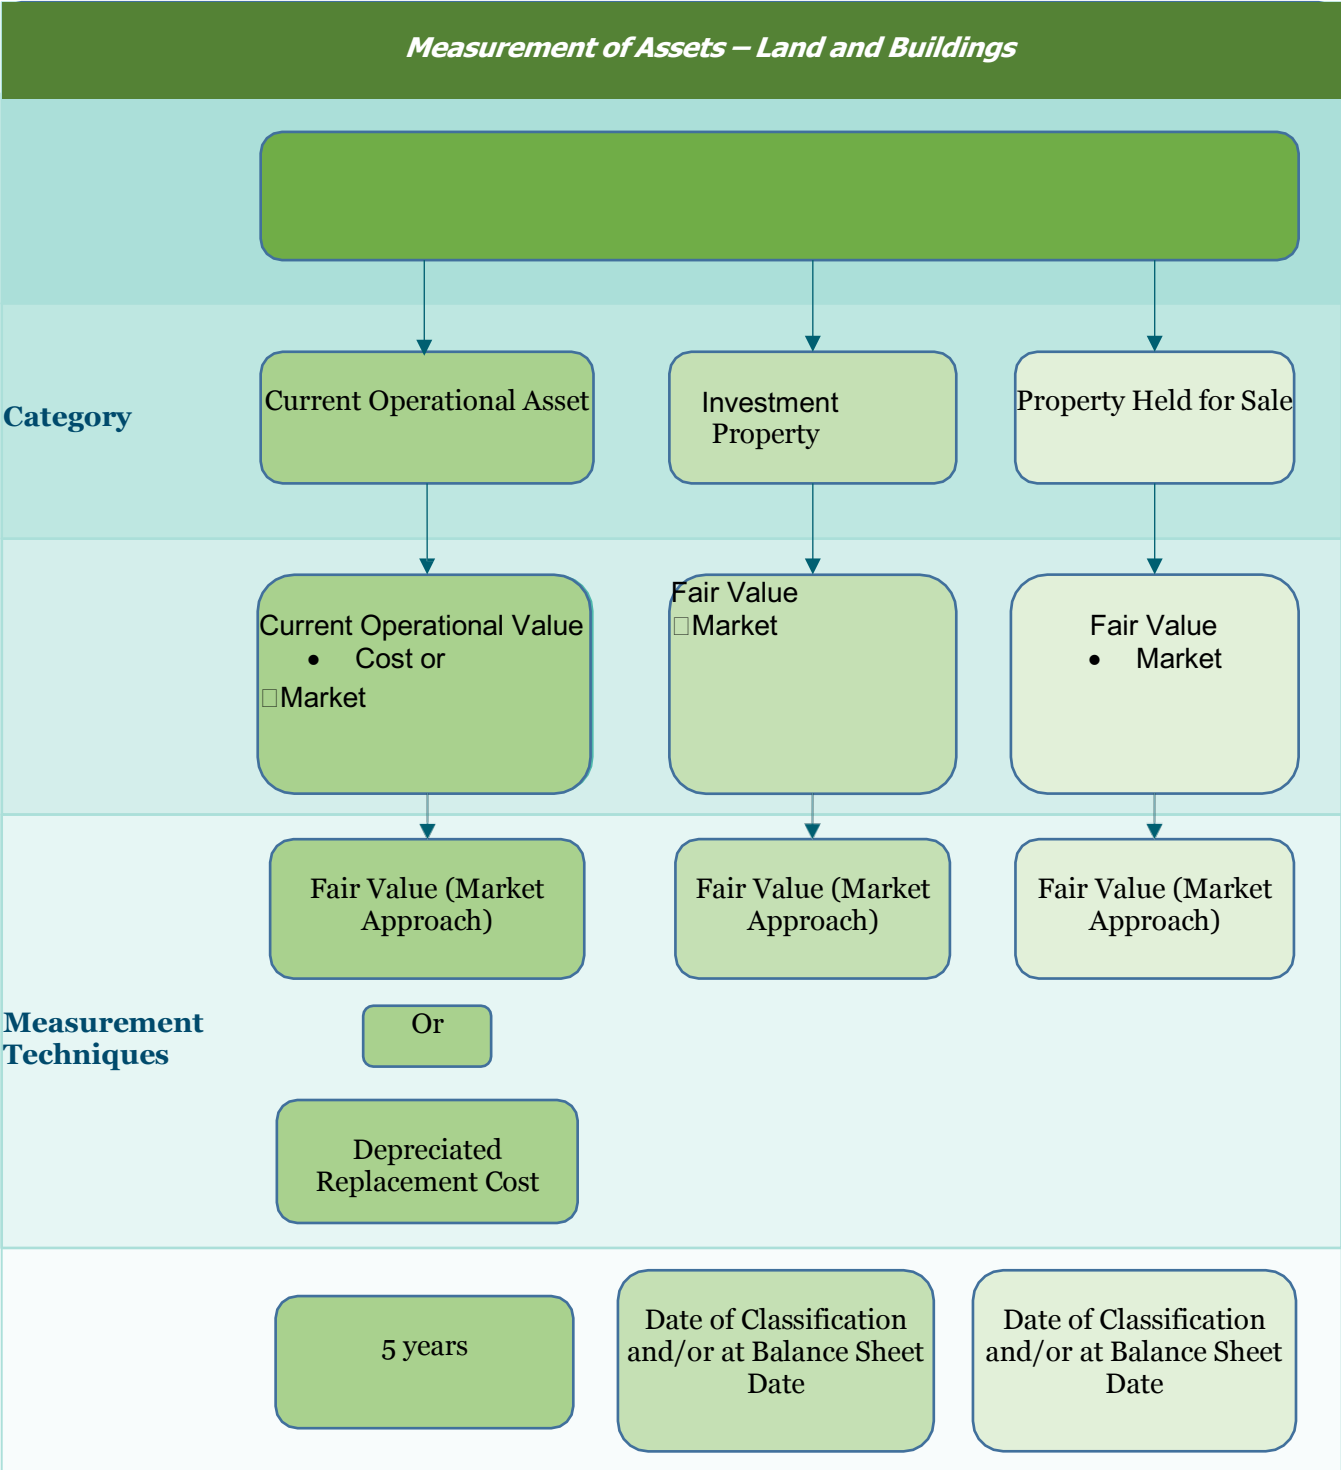 Measurement of Assets – Land and Buildings
Category
Current Operational Asset
Investment
Property
Property Held for Sale
Current Operational Value
• Cost or
Market
Fair Value
Market
Fair Value
• Market
Measurement
Techniques
Fair Value (Market
Approach)
Or
Depreciated
Replacement Cost
Fair Value (Market
Approach)
Fair Value (Market
Approach)
5 years
Date of Classification
and/or at Balance Sheet
Date
Date of Classification
and/or at Balance Sheet
Date